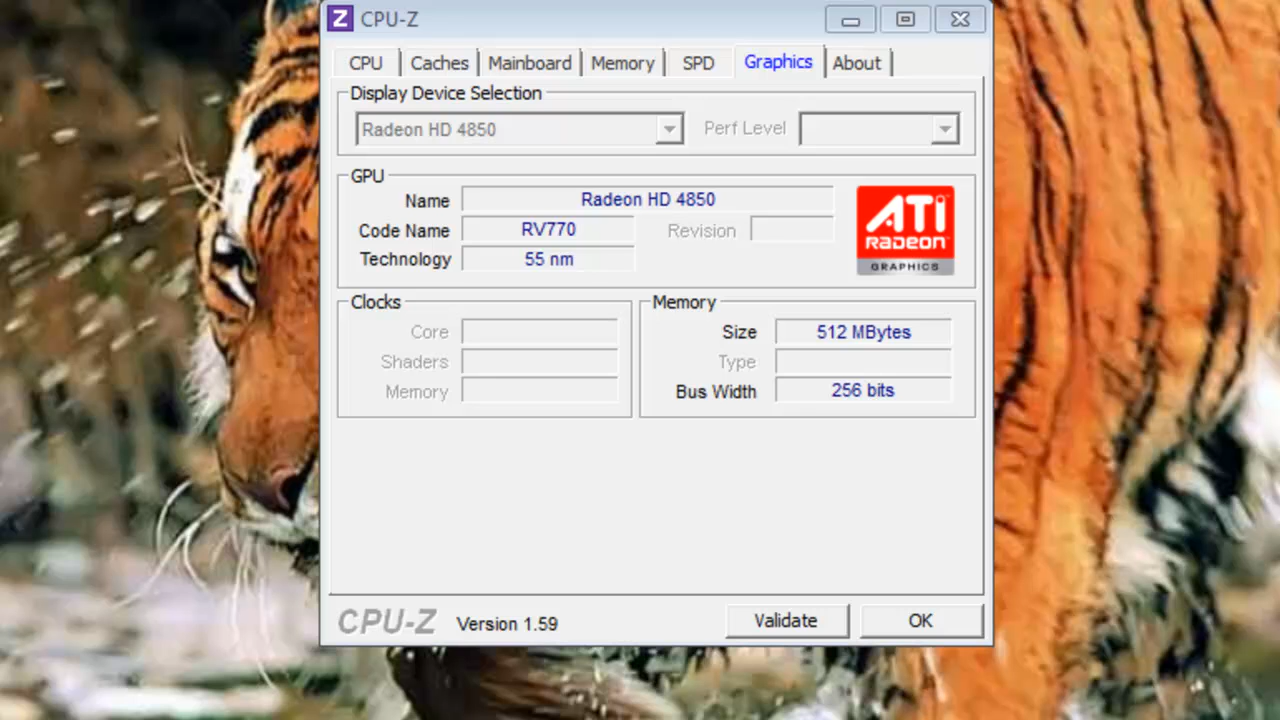 Z CPU-Z
CPU Caches Mainboard Memory SPD Graphics About
Display Device Selection
Radeon HD 4850 Perf Level
GPU
Name Radeon HD 4850
Code Name RV770 Revision
Technology 55 nm
ATI
RADEON
GRAPHICS
Clocks
Core
Shaders
Memory
Memory
Size 512 MBytes
Type
Bus Width 256 bits
CPU-Z Version 1.59 Validate OK